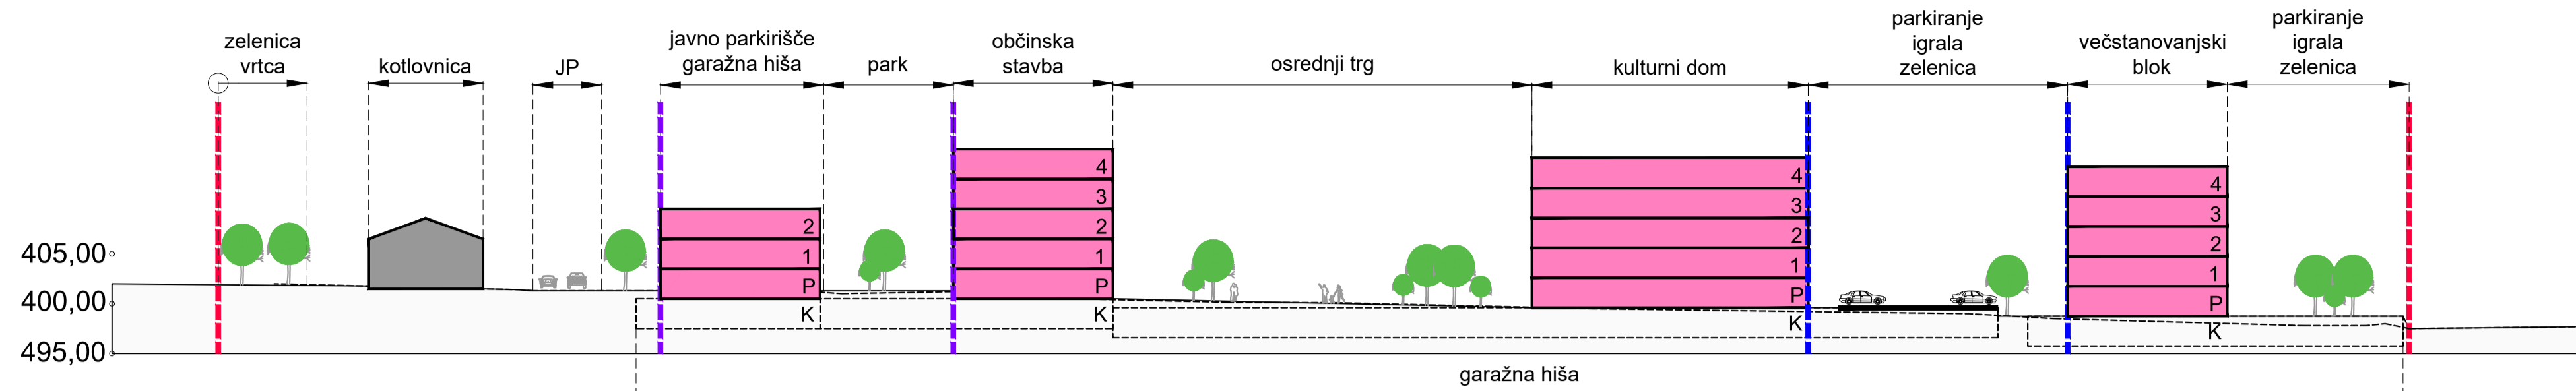 zelenica
vrtca
kotlovnica
JP
javno parkirišče
garažna hiša
park
občinska
stavba
osrednji trg
kulturni dom
parkiranje
igrala
zelenica
večstanovanjski
blok
parkiranje
igrala
zelenica
405,00
400,00
495,00
2
1
P
K
4
3
2
1
P
K
4
3
2
1
P
K
4
3
2
1
P
K
garažna hiša